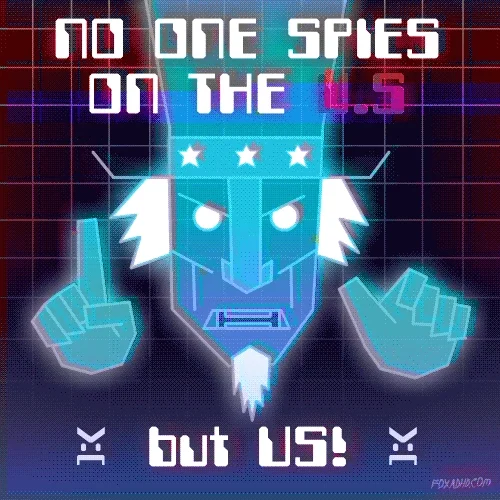 NO ONE SPIES
ON THE U.S
but US!
FOXADHD.COM